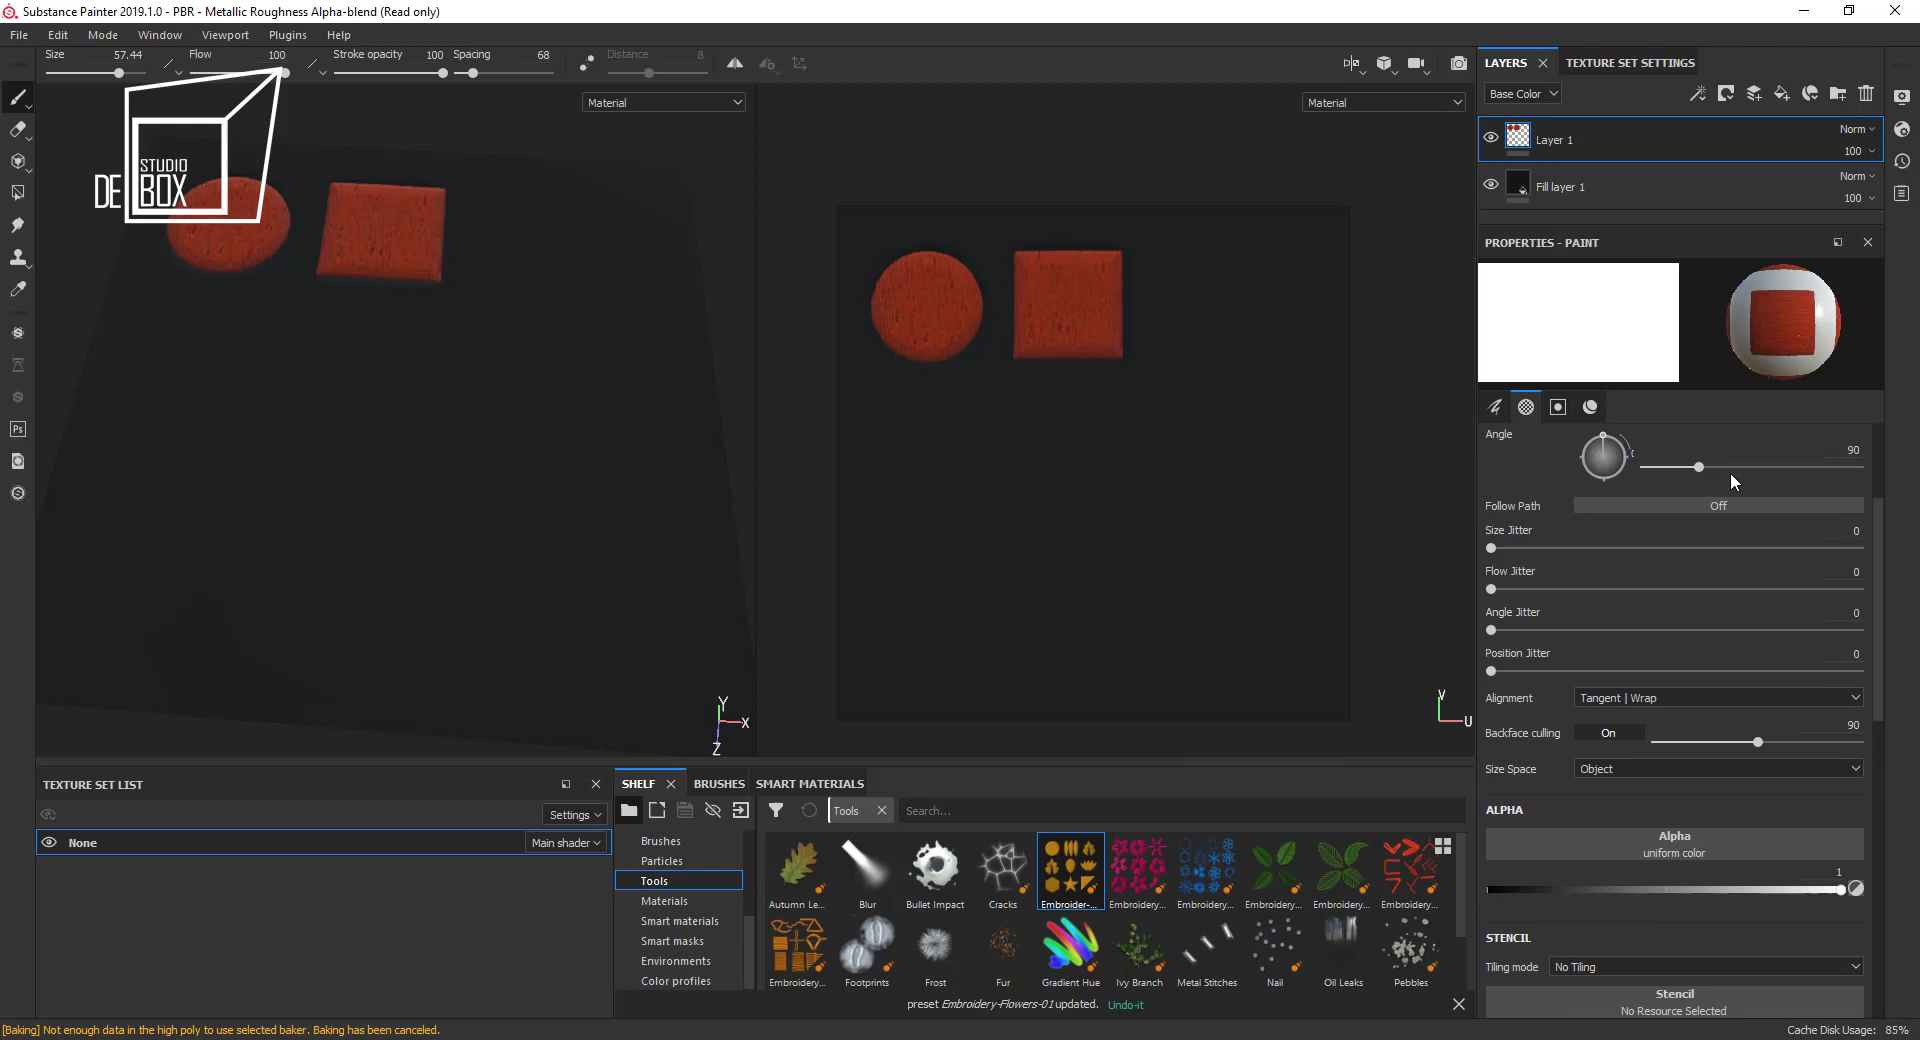 Substance Painter 2019.1.0 - PBR - Metallic Roughness Alpha-blend (Read only)
File Edit Mode Window Viewport Plugins Help
Size 57.44 Flow 100 Stroke opacity 100 Spacing 68 Distance 8
Material
Material
STUDIO
DE BOX
Y
X
Z
V
U
LAYERS TEXTURE SET SETTINGS
Base Color
Layer 1 Norm
100
Fill layer 1 Norm
100
PROPERTIES - PAINT
Angle 90
Follow Path Off
Size Jitter 0
Flow Jitter 0
Angle Jitter 0
Position Jitter 0
Alignment Tangent | Wrap
Backface culling On 90
Size Space Object
ALPHA
Alpha
uniform color
1
STENCIL
Tiling mode No Tiling
Stencil
No Resource Selected
TEXTURE SET LIST
Settings
None Main shader
SHELF BRUSHES SMART MATERIALS
Tools Search...
Brushes
Particles
Tools
Materials
Smart materials
Smart masks
Environments
Color profiles
Autumn Le... Blur Bullet Impact Cracks Embroider-... Embroidery... Embroidery... Embroidery... Embroidery... Embroidery...
Embroidery... Footprints Frost Fur Gradient Hue Ivy Branch Metal Stitches Nail Oil Leaks Pebbles
preset Embroidery-Flowers-01 updated. Undo-it
[Baking] Not enough data in the high poly to use selected baker. Baking has been canceled.
Cache Disk Usage: 85%